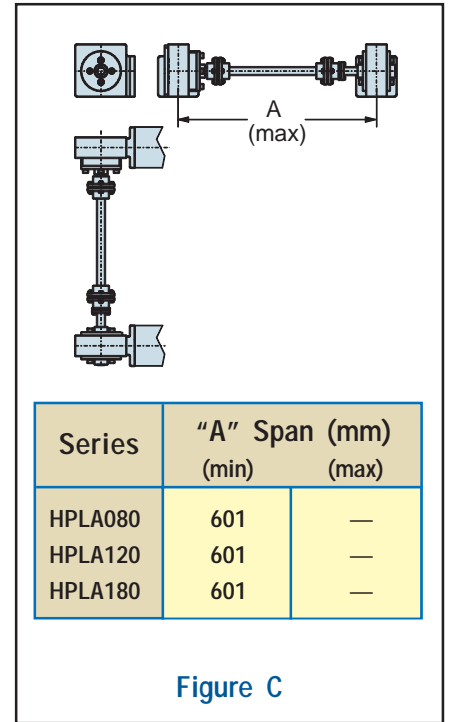 A
(max)
Series "A" Span (mm)
(min) (max)
HPLA080 601 —
HPLA120 601 —
HPLA180 601 —
Figure C